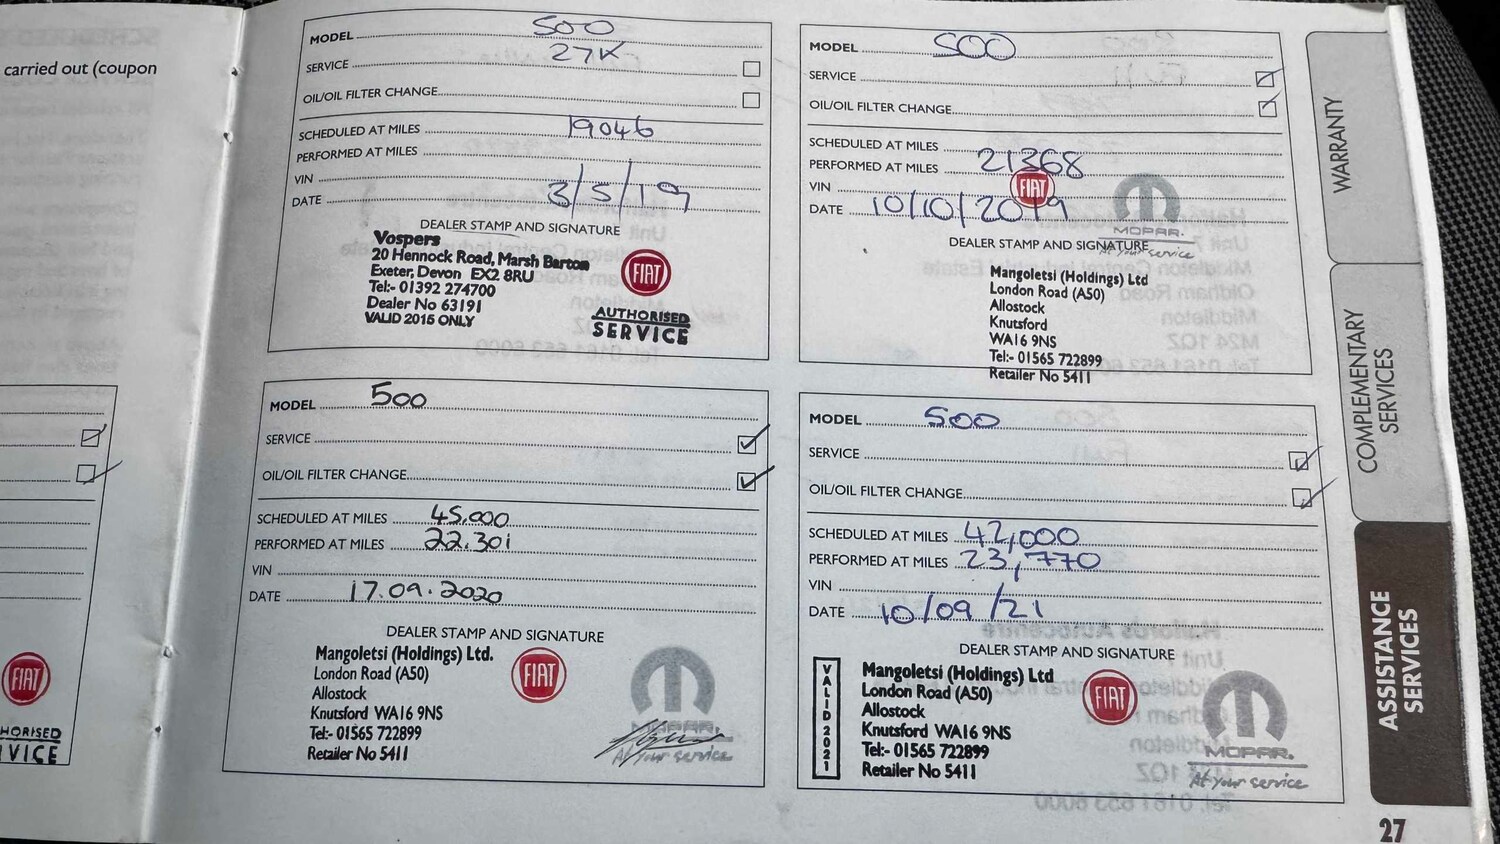 carried out (coupon
MODEL 500
SERVICE 27K
OIL/OIL FILTER CHANGE
SCHEDULED AT MILES 19046
PERFORMED AT MILES
VIN
DATE 3/5/19
DEALER STAMP AND SIGNATURE
Vospers
20 Hennock Road, Marsh Barton
Exeter, Devon EX2 8RU
Tel:- 01392 274700
Dealer No 63191
VALID 2015 ONLY
FIAT
AUTHORISED
SERVICE
MODEL 500
SERVICE
OIL/OIL FILTER CHANGE
SCHEDULED AT MILES
PERFORMED AT MILES 21368
VIN
DATE 10/10/2019
FIAT
MOPAR.
At your service
DEALER STAMP AND SIGNATURE
Mangoletsi (Holdings) Ltd
London Road (A50)
Allostock
Knutsford
WA16 9NS
Tel:- 01565 722899
Retailer No 5411
MODEL 500
SERVICE
OIL/OIL FILTER CHANGE
SCHEDULED AT MILES 45,000
PERFORMED AT MILES 22,301
VIN
DATE 17.09.2020
DEALER STAMP AND SIGNATURE
Mangoletsi (Holdings) Ltd.
London Road (A50)
Allostock
Knutsford WA16 9NS
Tel:- 01565 722899
Retailer No 5411
FIAT
MOPAR.
At your service
MODEL 500
SERVICE
OIL/OIL FILTER CHANGE
SCHEDULED AT MILES 42,000
PERFORMED AT MILES 23,770
VIN
DATE 10/09/21
DEALER STAMP AND SIGNATURE
VALID 2021
Mangoletsi (Holdings) Ltd
London Road (A50)
Allostock
Knutsford WA16 9NS
Tel:- 01565 722899
Retailer No 5411
FIAT
MOPAR.
At your service
FIAT
HORISED
VICE
WARRANTY
COMPLEMENTARY
SERVICES
ASSISTANCE
SERVICES
27